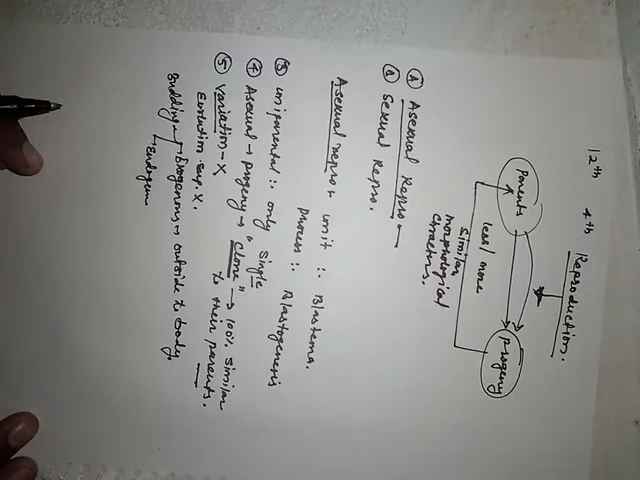 12th 4th Reproduction.
Parents
Progeny
less/more
Similar
morphological
Characters.
① Asexual Repro —
② Sexual Repro.
Asexual repro → unit :. Blastema.
Process :. Blastogenesis
③ uniparental :. only Single
④ Asexual → progeny → "Clone" → 100% similar
to their parents.
⑤ Variation - X
Evolution exp. X.
Budding → Exogenous → outside to body.
Endogen